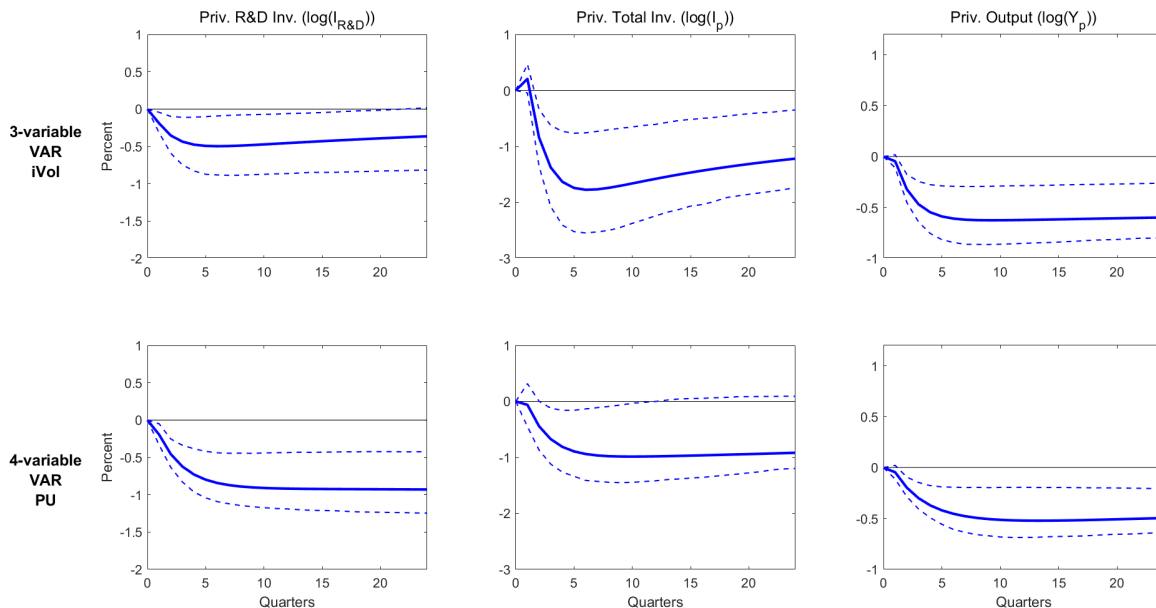 Priv. R&D Inv. (log(I_R&D))
Priv. Total Inv. (log(I_p))
Priv. Output (log(Y_p))
3-variable
VAR
iVol
Percent
1
0.5
0
-0.5
-1
-1.5
-2
0 5 10 15 20
1
0
-1
-2
-3
0 5 10 15 20
1
0.5
0
-0.5
-1
0 5 10 15 20
4-variable
VAR
PU
Percent
1
0.5
0
-0.5
-1
-1.5
-2
0 5 10 15 20
Quarters
1
0
-1
-2
-3
0 5 10 15 20
Quarters
1
0.5
0
-0.5
-1
0 5 10 15 20
Quarters